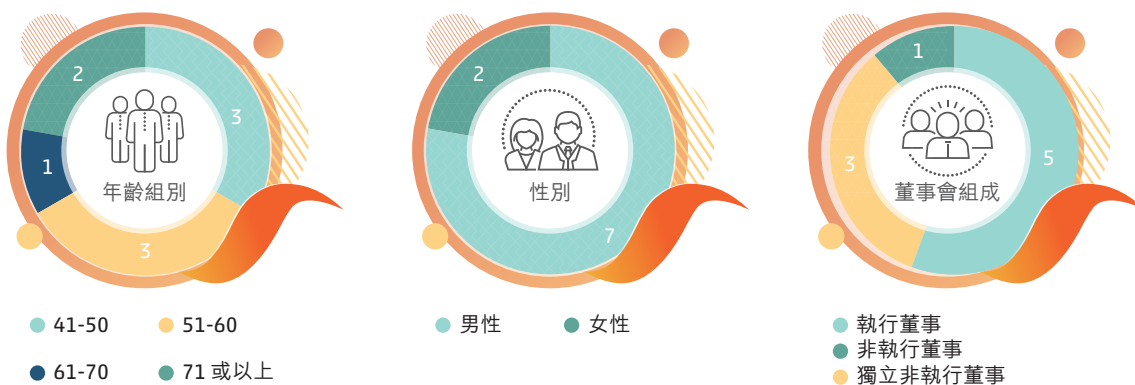 2
3
1
3
年齡組別
41-50
51-60
61-70
71 或以上
2
7
性別
男性
女性
1
3
5
董事會組成
執行董事
非執行董事
獨立非執行董事